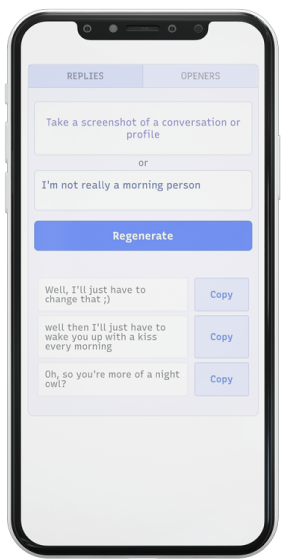 REPLIES
OPENERS
Take a screenshot of a conversation or
profile
or
I'm not really a morning person
Regenerate
Well, I'll just have to
change that ;)
Copy
well then I'll just have to
wake you up with a kiss
every morning
Copy
Oh, so you're more of a night
owl?
Copy